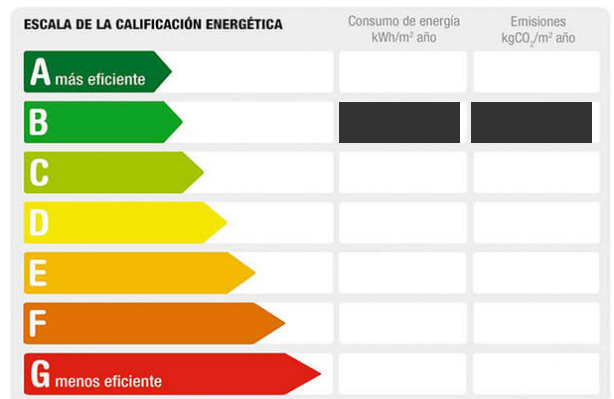 ESCALA DE LA CALIFICACIÓN ENERGÉTICA
Consumo de energía
kWh/m² año
Emisiones
kgCO₂/m² año
A más eficiente
B
C
D
E
F
G menos eficiente